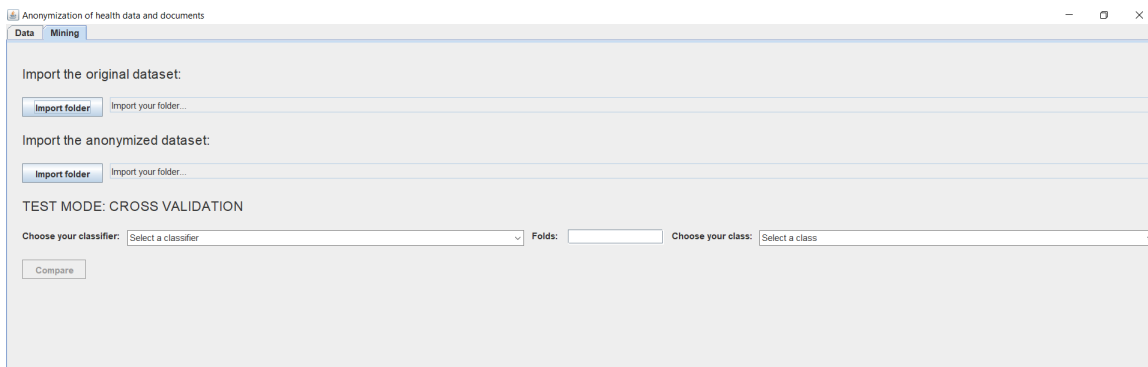 Anonymization of health data and documents
Data Mining
Import the original dataset:
Import folder Import your folder...
Import the anonymized dataset:
Import folder Import your folder...
TEST MODE: CROSS VALIDATION
Choose your classifier: Select a classifier Folds: Choose your class: Select a class
Compare